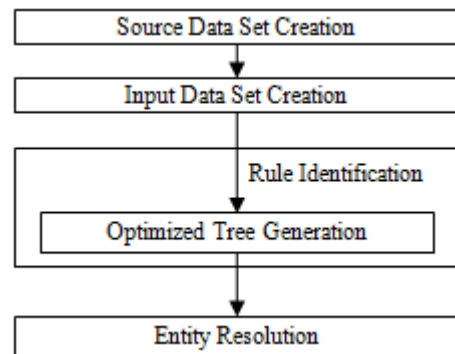 Source Data Set Creation
Input Data Set Creation
Rule Identification
Optimized Tree Generation
Entity Resolution